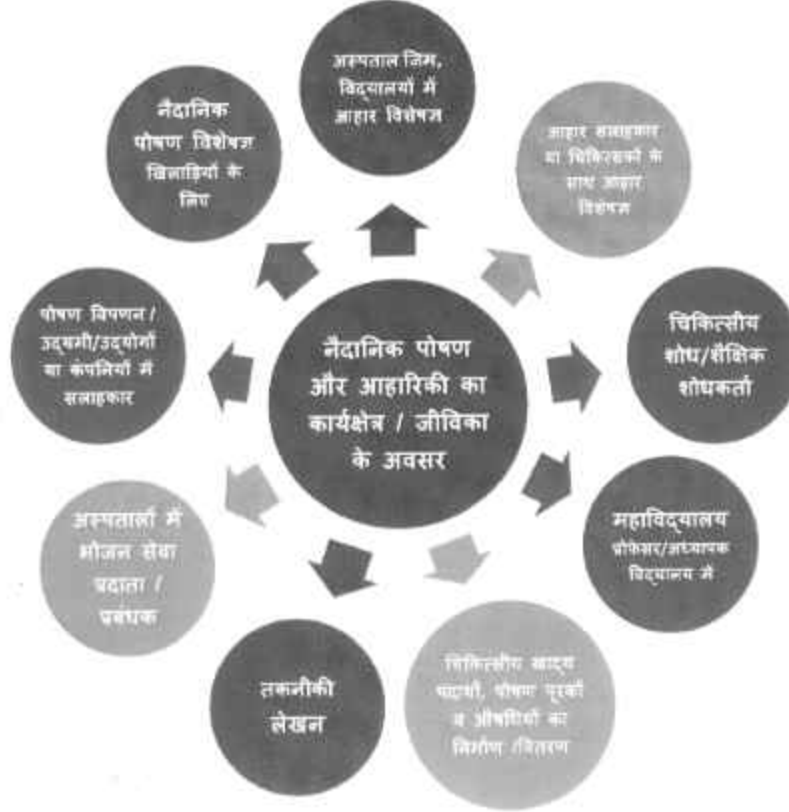 अस्पताल जिम,
विद्यालयों में
आहार विशेषज्ञ
आहार सलाहकार
या चिकित्सकों के
साथ आहार
विशेषज्ञ
चिकित्सीय
शोध/शैक्षिक
शोधकर्ता
महाविद्यालय
प्रोफेसर/अध्यापक
विद्यालय में
चिकित्सीय खाद्य
पदार्थों, पोषण पूरकों
व औषधियों का
निर्माण /वितरण
तकनीकी
लेखन
अस्पतालों में
भोजन सेवा
प्रदाता /
प्रबंधक
पोषण विपणन /
उद्यमी/उद्योगों
या कंपनियों में
सलाहकार
नैदानिक
पोषण विशेषज्ञ
खिलाड़ियों के
लिए
नैदानिक पोषण
और आहारिकी का
कार्यक्षेत्र / जीविका
के अवसर